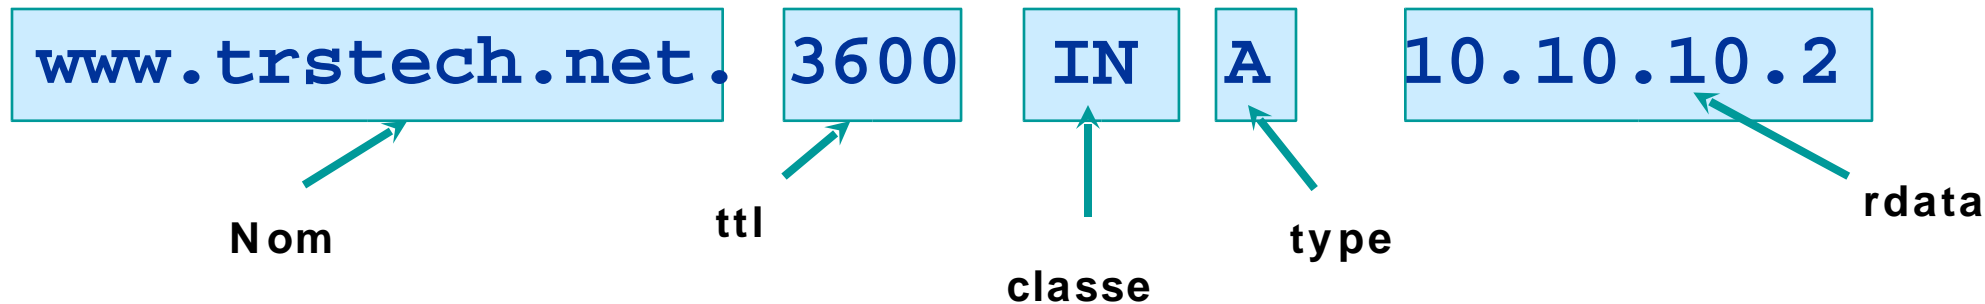 www.trstech.net. 3600 IN A 10.10.10.2
Nom ttl classe type rdata